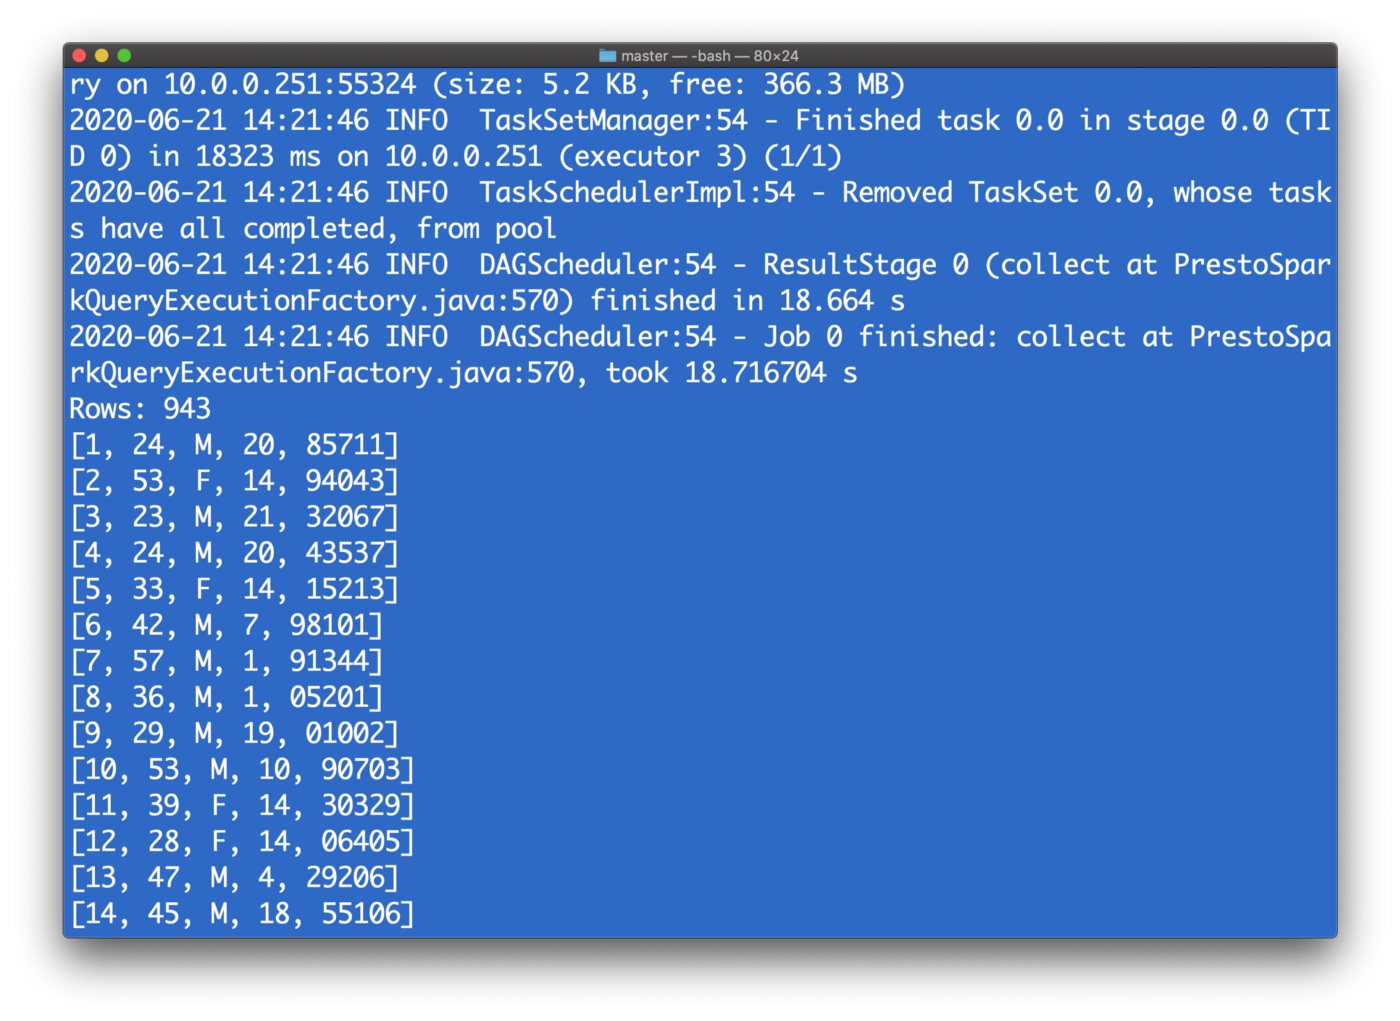 master — -bash — 80×24
ry on 10.0.0.251:55324 (size: 5.2 KB, free: 366.3 MB)
2020-06-21 14:21:46 INFO  TaskSetManager:54 - Finished task 0.0 in stage 0.0 (TI
D 0) in 18323 ms on 10.0.0.251 (executor 3) (1/1)
2020-06-21 14:21:46 INFO  TaskSchedulerImpl:54 - Removed TaskSet 0.0, whose task
s have all completed, from pool
2020-06-21 14:21:46 INFO  DAGScheduler:54 - ResultStage 0 (collect at PrestoSpar
kQueryExecutionFactory.java:570) finished in 18.664 s
2020-06-21 14:21:46 INFO  DAGScheduler:54 - Job 0 finished: collect at PrestoSpa
rkQueryExecutionFactory.java:570, took 18.716704 s
Rows: 943
[1, 24, M, 20, 85711]
[2, 53, F, 14, 94043]
[3, 23, M, 21, 32067]
[4, 24, M, 20, 43537]
[5, 33, F, 14, 15213]
[6, 42, M, 7, 98101]
[7, 57, M, 1, 91344]
[8, 36, M, 1, 05201]
[9, 29, M, 19, 01002]
[10, 53, M, 10, 90703]
[11, 39, F, 14, 30329]
[12, 28, F, 14, 06405]
[13, 47, M, 4, 29206]
[14, 45, M, 18, 55106]